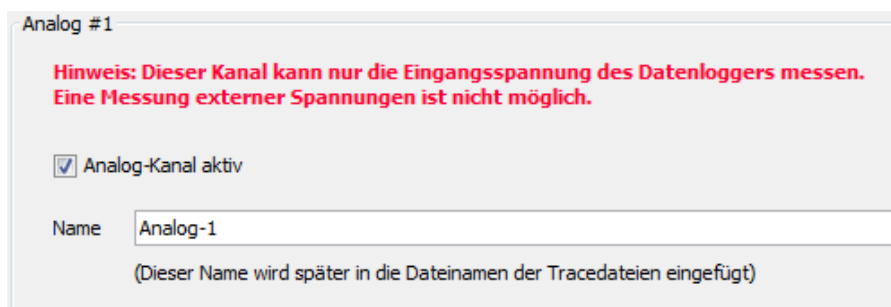 Analog #1
Hinweis: Dieser Kanal kann nur die Eingangsspannung des Datenloggers messen.
Eine Messung externer Spannungen ist nicht möglich.
Analog-Kanal aktiv
Name Analog-1
(Dieser Name wird später in die Dateinamen der Tracedateien eingefügt)